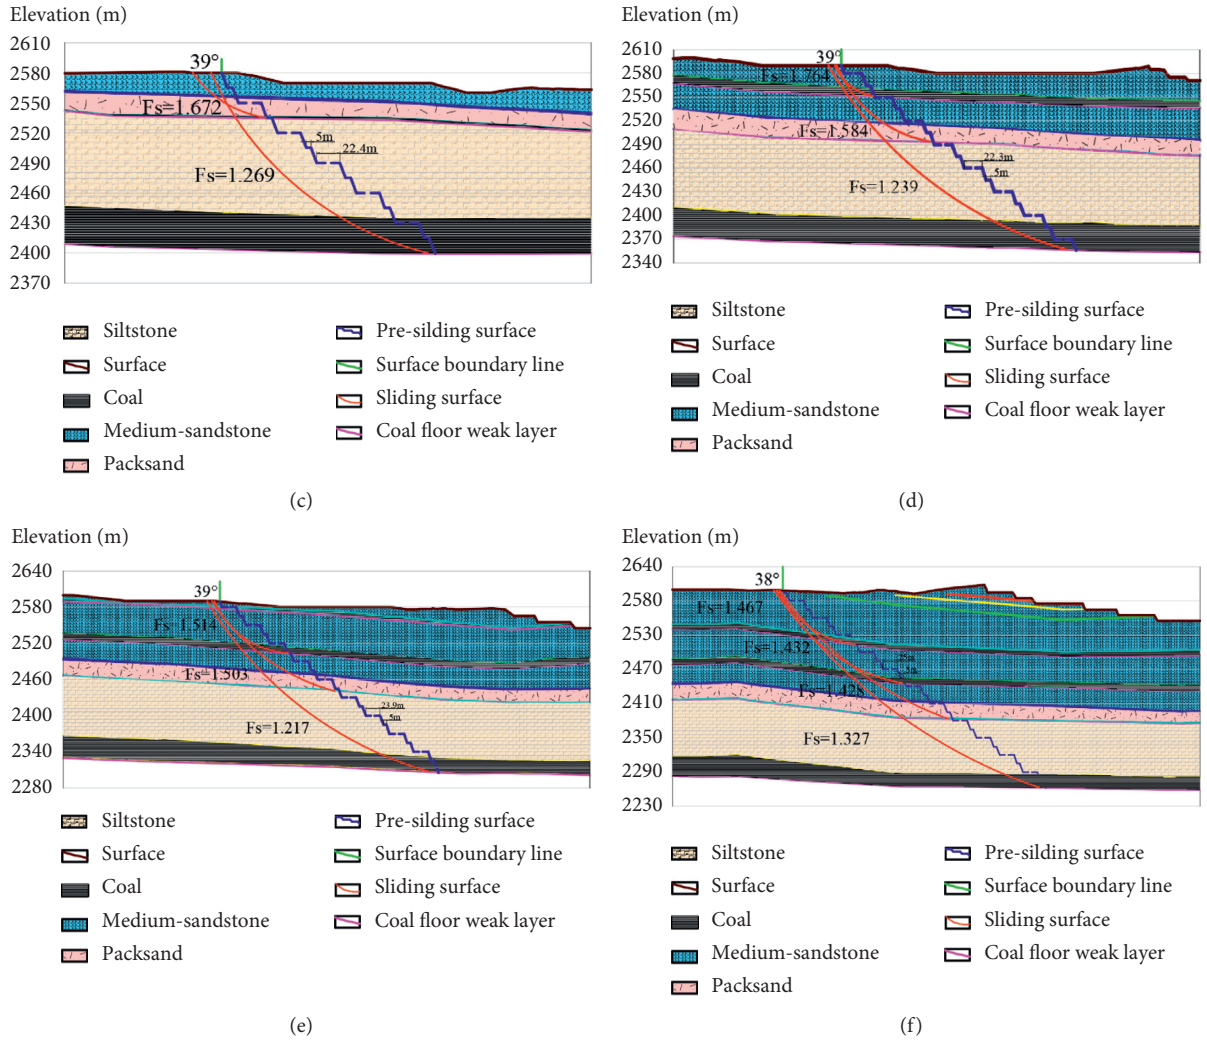 Elevation (m)
2610
2580
2550
2520
2490
2460
2430
2400
2370
39°
Fs=1.672
5m
22.4m
Fs=1.269
Siltstone
Surface
Coal
Medium-sandstone
Packsand
Pre-silding surface
Surface boundary line
Sliding surface
Coal floor weak layer
(c)
Elevation (m)
2610
2580
2550
2520
2490
2460
2430
2400
2370
2340
39°
Fs=1.764
Fs=1.584
22.3m
5m
Fs=1.239
Siltstone
Surface
Coal
Medium-sandstone
Packsand
Pre-silding surface
Surface boundary line
Sliding surface
Coal floor weak layer
(d)
Elevation (m)
2640
2580
2520
2460
2400
2340
2280
39°
Fs=1.514
Fs=1.503
23.9m
5m
Fs=1.217
Siltstone
Surface
Coal
Medium-sandstone
Packsand
Pre-silding surface
Surface boundary line
Sliding surface
Coal floor weak layer
(e)
Elevation (m)
2640
2580
2530
2470
2410
2350
2290
2230
38°
Fs=1.467
Fs=1.432
Fs=1.428
Fs=1.327
Siltstone
Surface
Coal
Medium-sandstone
Packsand
Pre-silding surface
Surface boundary line
Sliding surface
Coal floor weak layer
(f)